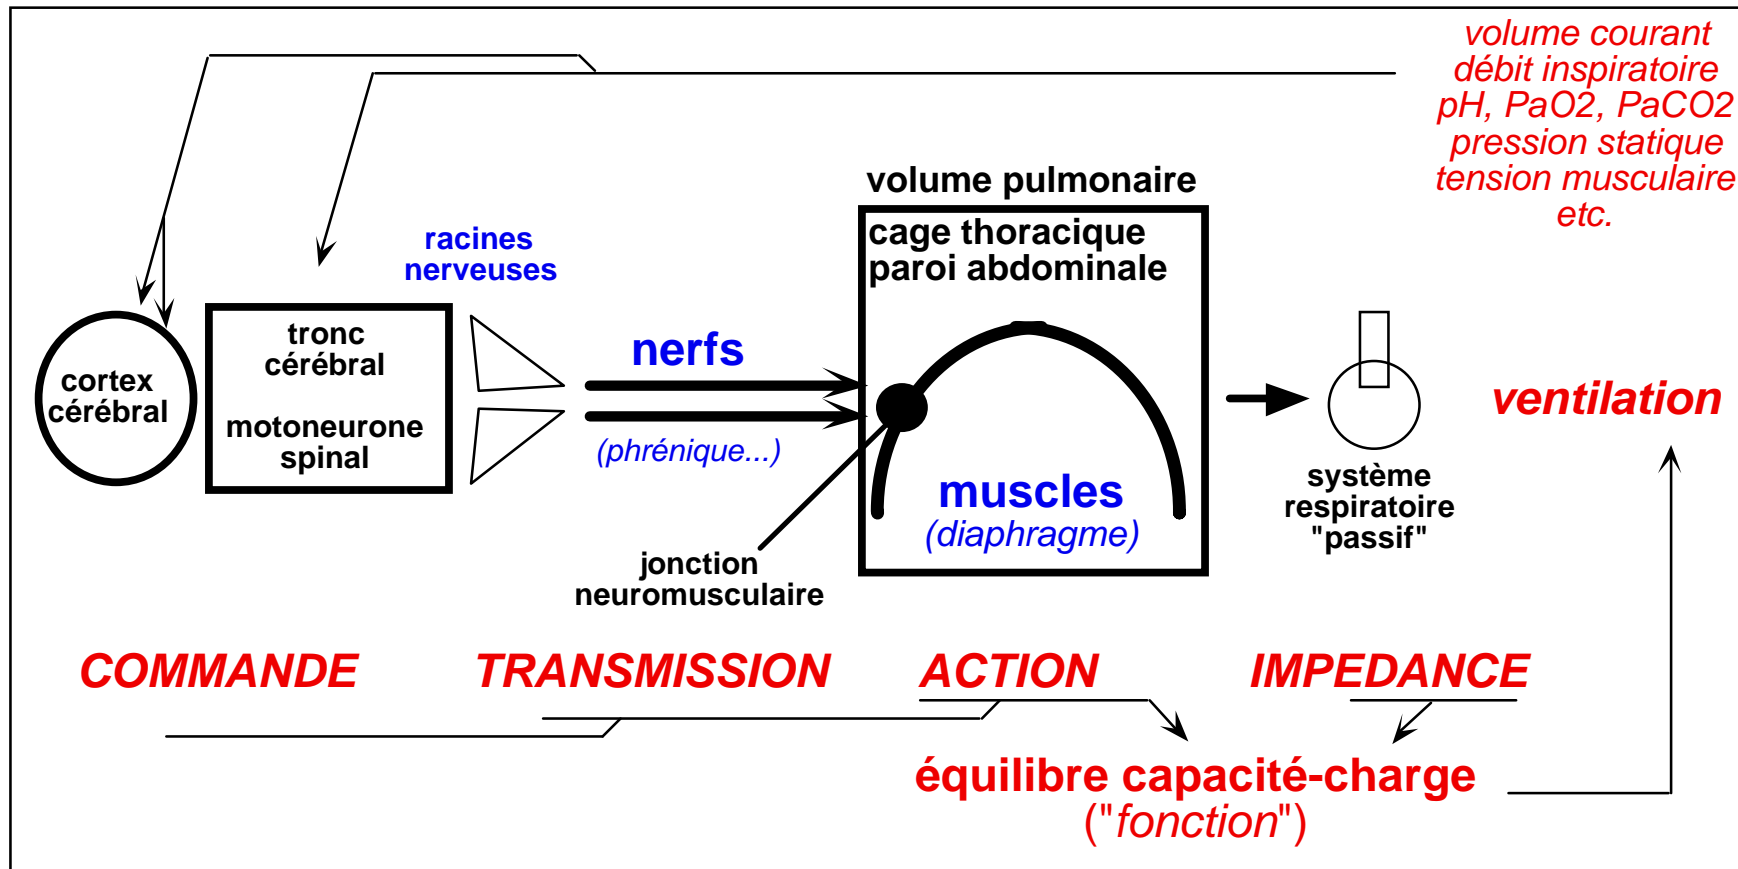 volume courant
débit inspiratoire
pH, PaO2, PaCO2
pression statique
tension musculaire
etc.
volume pulmonaire
cage thoracique
paroi abdominale
racines
nerveuses
tronc
cérébral
motoneurone
spinal
cortex
cérébral
nerfs
(phrénique...)
muscles
(diaphragme)
jonction
neuromusculaire
système
respiratoire
"passif"
ventilation
COMMANDE
TRANSMISSION
ACTION
IMPEDANCE
équilibre capacité-charge
("fonction")